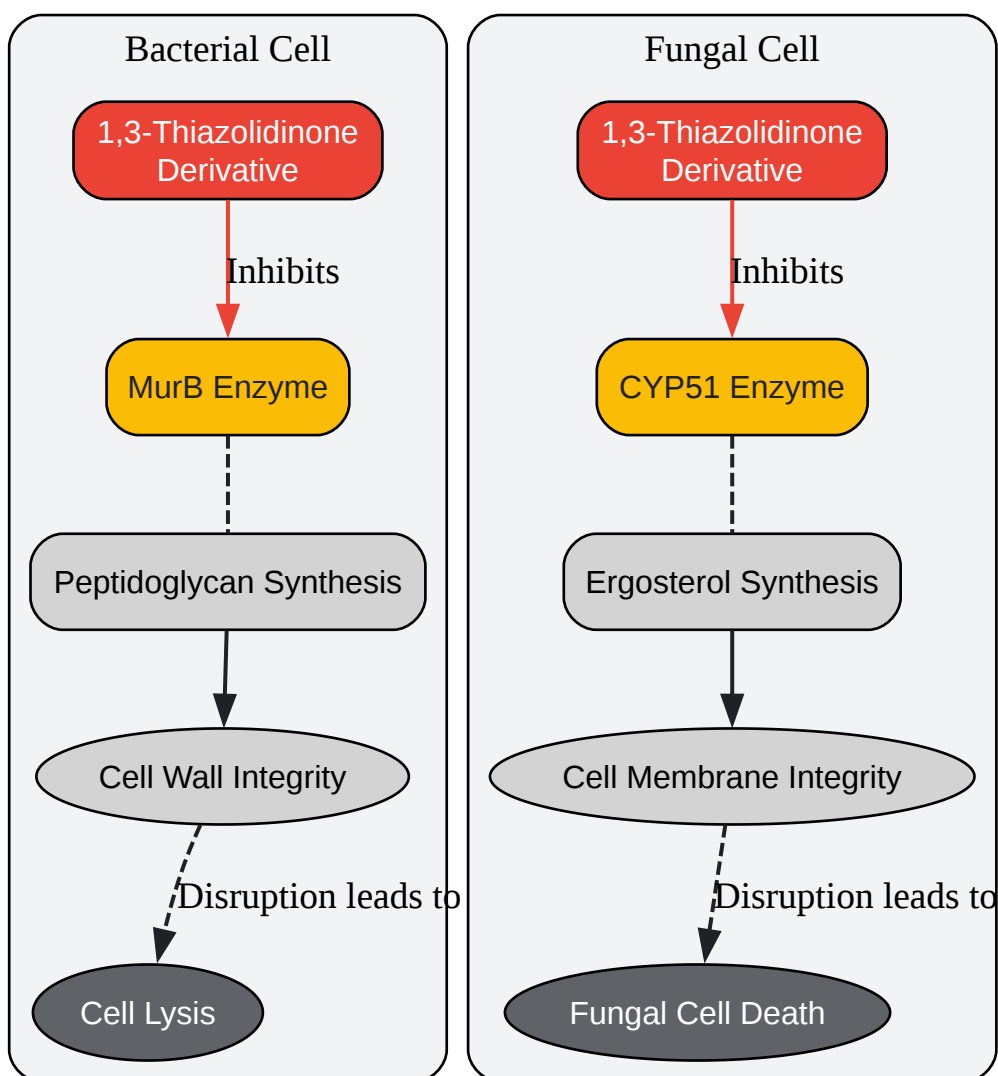 Bacterial Cell
1,3-Thiazolidinone
Derivative
Inhibits
MurB Enzyme
Peptidoglycan Synthesis
Cell Wall Integrity
Disruption leads to
Cell Lysis
Fungal Cell
1,3-Thiazolidinone
Derivative
Inhibits
CYP51 Enzyme
Ergosterol Synthesis
Cell Membrane Integrity
Disruption leads to
Fungal Cell Death